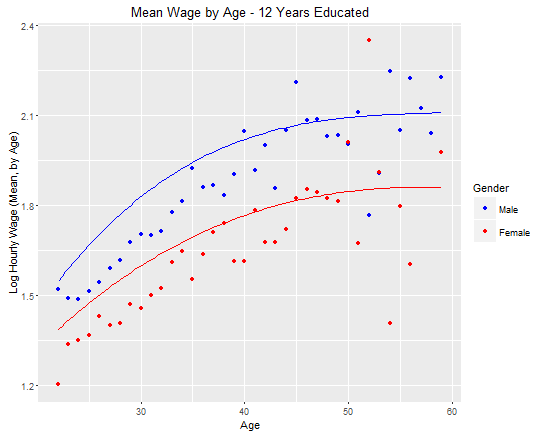 Mean Wage by Age - 12 Years Educated
Log Hourly Wage (Mean, by Age)
2.4
2.1
1.8
1.5
1.2
30
40
50
60
Age
Gender
Male
Female